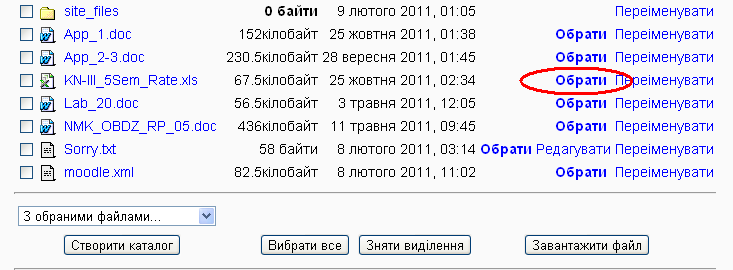 site_files 0 байти 9 лютого 2011, 01:05 Переіменувати
App_1.doc 152кілобайт 25 жовтня 2011, 01:38 Обрати Переіменувати
App_2-3.doc 230.5кілобайт 28 вересня 2011, 01:45 Обрати Переіменувати
KN-III_5Sem_Rate.xls 67.5кілобайт 25 жовтня 2011, 02:34 Обрати Переіменувати
Lab_20.doc 56.5кілобайт 3 травня 2011, 12:05 Обрати Переіменувати
NMK_OBDZ_RP_05.doc 436кілобайт 11 травня 2011, 09:45 Обрати Переіменувати
Sorry.txt 58 байти 8 лютого 2011, 03:14 Обрати Редагувати Переіменувати
moodle.xml 82.5кілобайт 8 лютого 2011, 11:02 Обрати Переіменувати
З обраними файлами...
Створити каталог Вибрати все Зняти виділення Завантажити файл